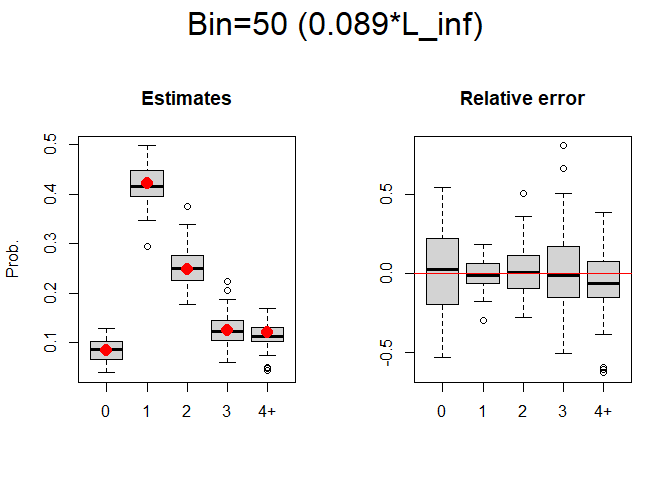 Bin=50 (0.089*L_inf)
Estimates
Prob.
0.5
0.4
0.3
0.2
0.1
0 1 2 3 4+
Relative error
0.5
0.0
-0.5
0 1 2 3 4+